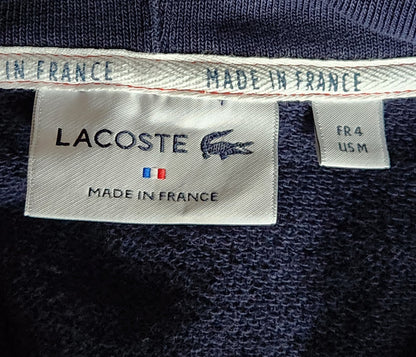 IN FRANCE MADE IN FRANCE
LACOSTE
MADE IN FRANCE
FR 4
US M